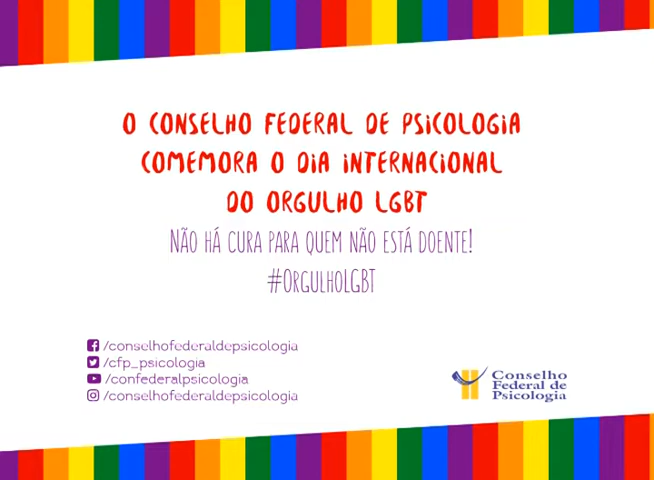 O CONSELHO FEDERAL DE PSICOLOGIA
COMEMORA O DIA INTERNACIONAL
DO ORGULHO LGBT
NÃO HÁ CURA PARA QUEM NÃO ESTÁ DOENTE!
#ORGULHOLGBT
/conselhofederaldepsicologia
/cfp_psicologia
/confederalpsicologia
/conselhofederaldepsicologia
Conselho
Federal de
Psicologia